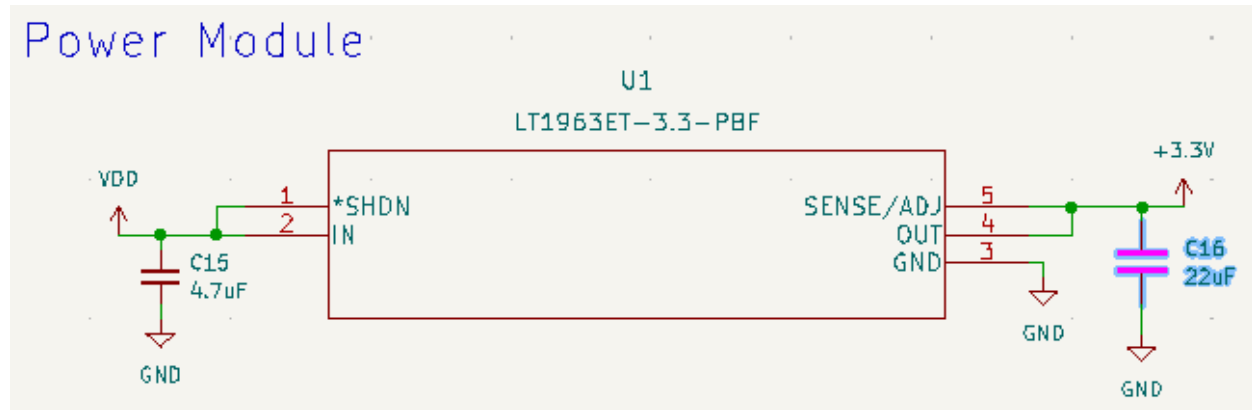 Power Module
U1
LT1963ET-3.3-PBF
+3.3V
VDD
1
*SHDN
SENSE/ADJ
5
2
IN
OUT
4
GND
3
C15
4.7uF
C16
22uF
GND
GND
GND